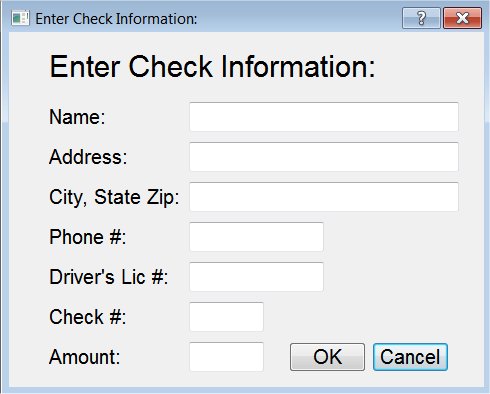 Enter Check Information:
?
Enter Check Information:
Name:
Address:
City, State Zip:
Phone #:
Driver's Lic #:
Check #:
Amount:
OK Cancel